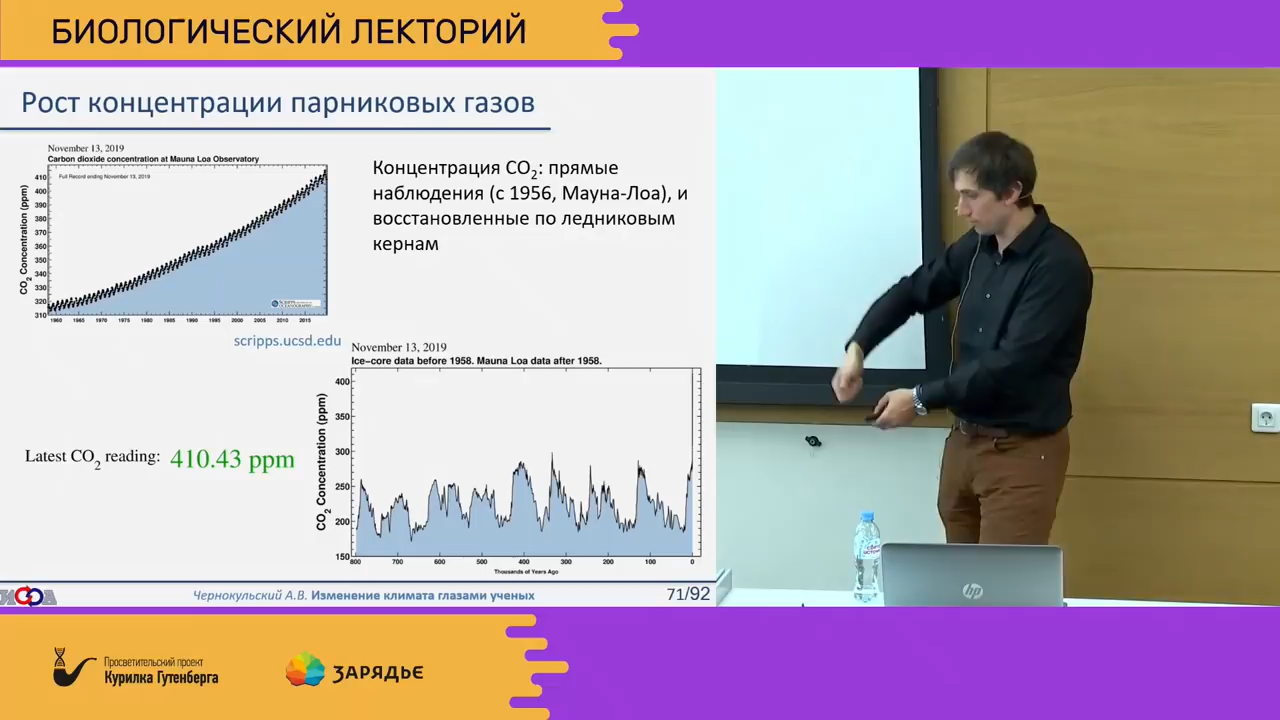 БИОЛОГИЧЕСКИЙ ЛЕКТОРИЙ
Рост концентрации парниковых газов
November 13, 2019
Carbon dioxide concentration at Mauna Loa Observatory
Full Record ending November 13, 2019
CO2 Concentration (ppm)
410
400
390
380
370
360
350
340
330
320
310
1960 1965 1970 1975 1980 1985 1990 1995 2000 2005 2010 2015
scripps.ucsd.edu
Концентрация CO2: прямые
наблюдения (с 1956, Мауна-Лоа), и
восстановленные по ледниковым
кернам
November 13, 2019
Ice-core data before 1958. Mauna Loa data after 1958.
CO2 Concentration (ppm)
400
350
300
250
200
150
800 700 600 500 400 300 200 100 0
Thousands of Years Ago
Latest CO2 reading: 410.43 ppm
ИФА
Чернокульский А.В. Изменение климата глазами ученых
71/92
hp
Просветительский проект
Курилка Гутенберга
ЗАРЯДЬЕ